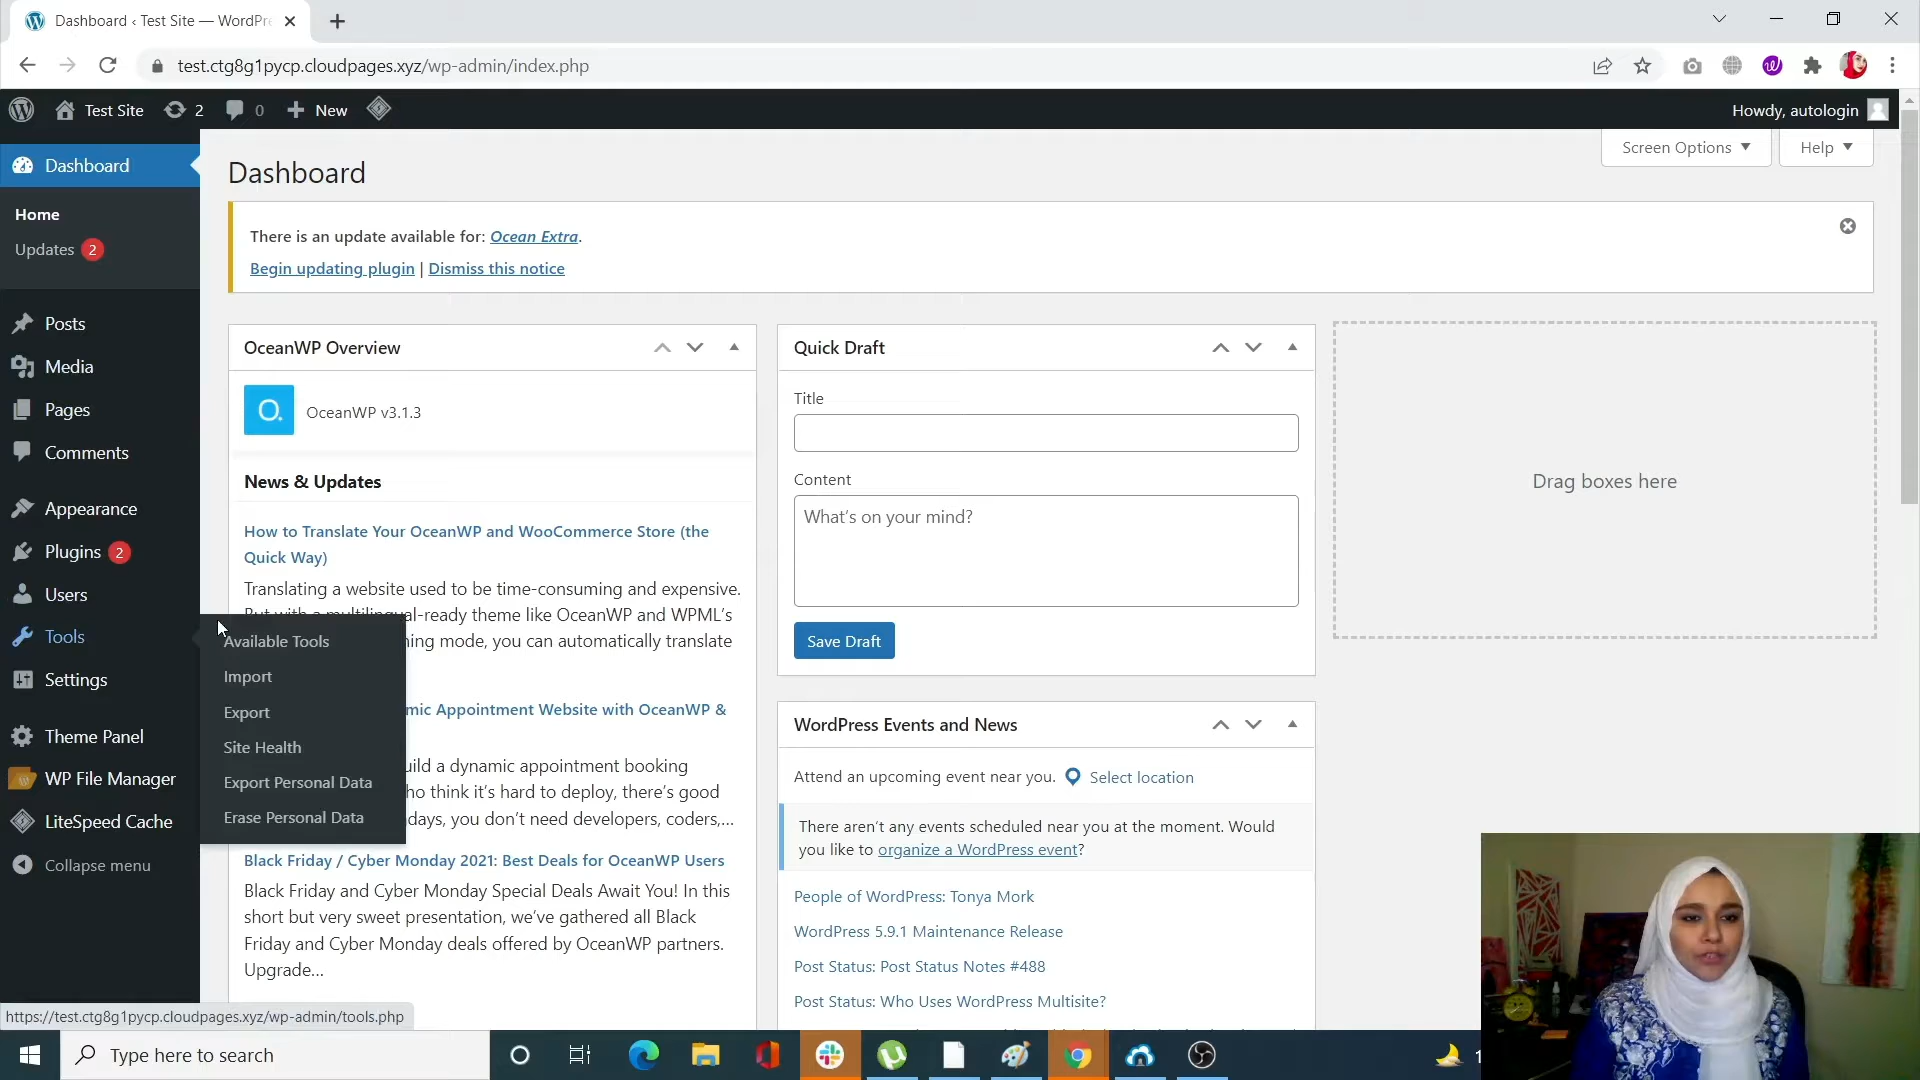 Dashboard ‹ Test Site — WordPre
test.ctg8g1pycp.cloudpages.xyz/wp-admin/index.php
Test Site 2 0 New
Howdy, autologin
Dashboard
Home
Updates 2
Posts
Media
Pages
Comments
Appearance
Plugins 2
Users
Tools
Settings
Theme Panel
WP File Manager
LiteSpeed Cache
Collapse menu
Available Tools
Import
Export
Site Health
Export Personal Data
Erase Personal Data
Screen Options
Help
Dashboard
There is an update available for: Ocean Extra.
Begin updating plugin | Dismiss this notice
OceanWP Overview
O.
OceanWP v3.1.3
News & Updates
How to Translate Your OceanWP and WooCommerce Store (the
Quick Way)
Translating a website used to be time-consuming and expensive.
al-ready theme like OceanWP and WPML's
ing mode, you can automatically translate
mic Appointment Website with OceanWP &
uild a dynamic appointment booking
ho think it's hard to deploy, there's good
days, you don't need developers, coders,…
Black Friday / Cyber Monday 2021: Best Deals for OceanWP Users
Black Friday and Cyber Monday Special Deals Await You! In this
short but very sweet presentation, we've gathered all Black
Friday and Cyber Monday deals offered by OceanWP partners.
Upgrade…
Quick Draft
Title
Content
What's on your mind?
Save Draft
WordPress Events and News
Attend an upcoming event near you. Select location
There aren't any events scheduled near you at the moment. Would
you like to organize a WordPress event?
People of WordPress: Tonya Mork
WordPress 5.9.1 Maintenance Release
Post Status: Post Status Notes #488
Post Status: Who Uses WordPress Multisite?
Drag boxes here
https://test.ctg8g1pycp.cloudpages.xyz/wp-admin/tools.php
Type here to search